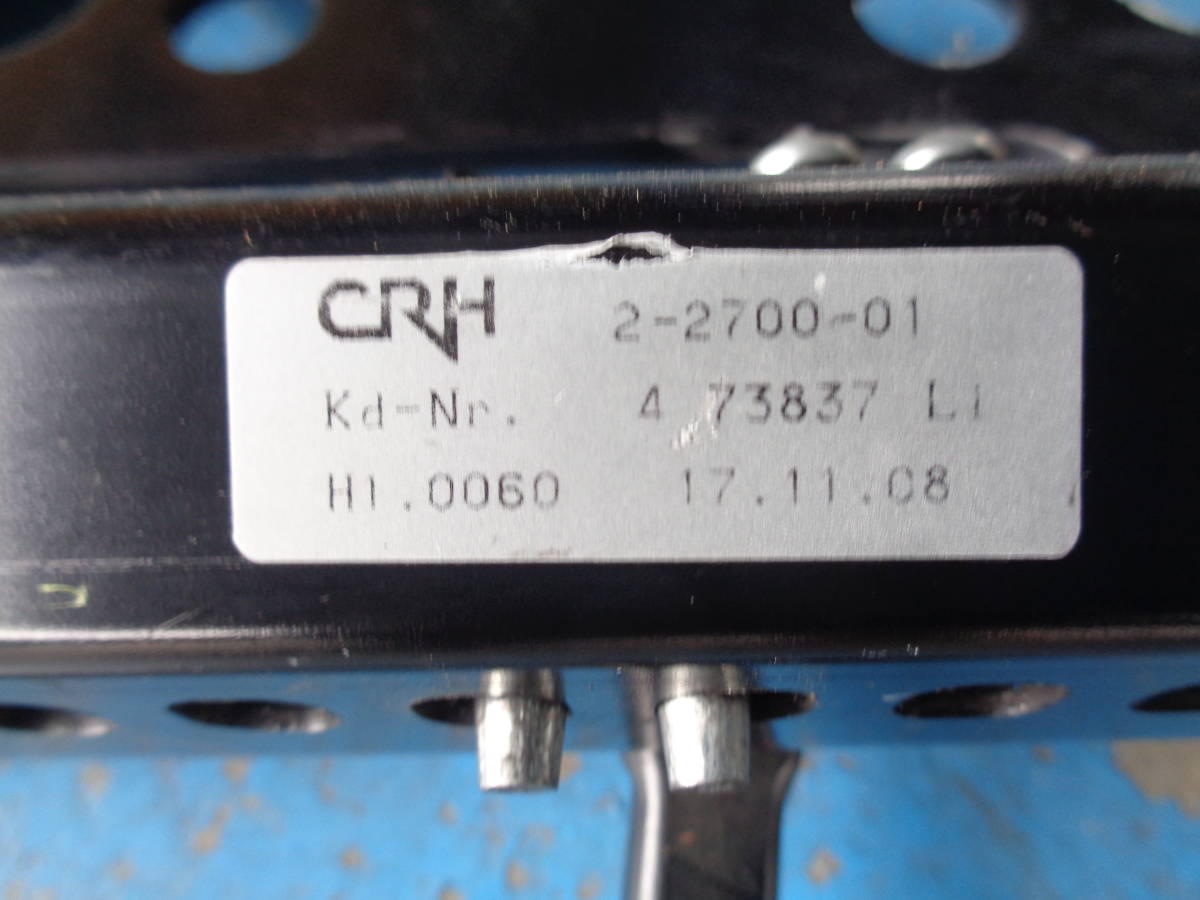 CRH 2-2700-01
Kd-Nr. 4 73837 Li
H1.0060 17.11.08